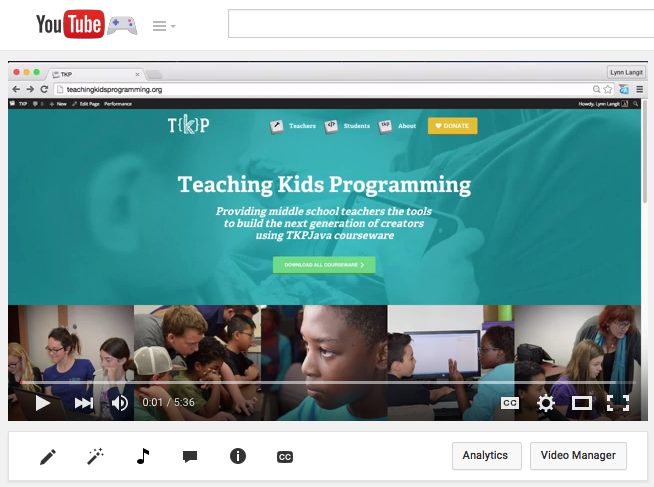 YouTube
TKP
Lynn Langit
teachingkidsprogramming.org
TKP
+ New
Edit Page
Performance
Howdy, Lynn Langit
T{k}P
Teachers
Students
TKP
About
DONATE
Teaching Kids Programming
Providing middle school teachers the tools
to build the next generation of creators
using TKPJava courseware
DOWNLOAD ALL COURSEWARE
0:01 / 5:36
CC
CC
Analytics
Video Manager